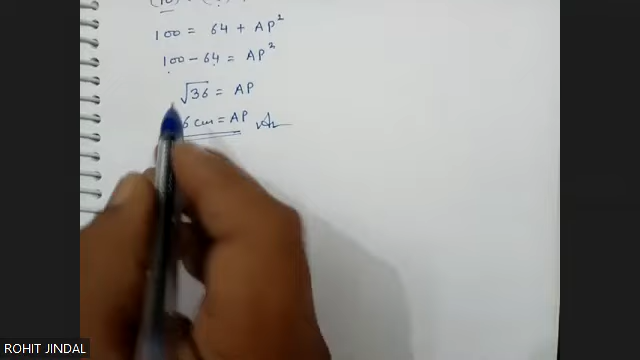 100 = 64 + AP²
100 - 64 = AP²
√36 = AP
6 cm = AP
ROHIT JINDAL